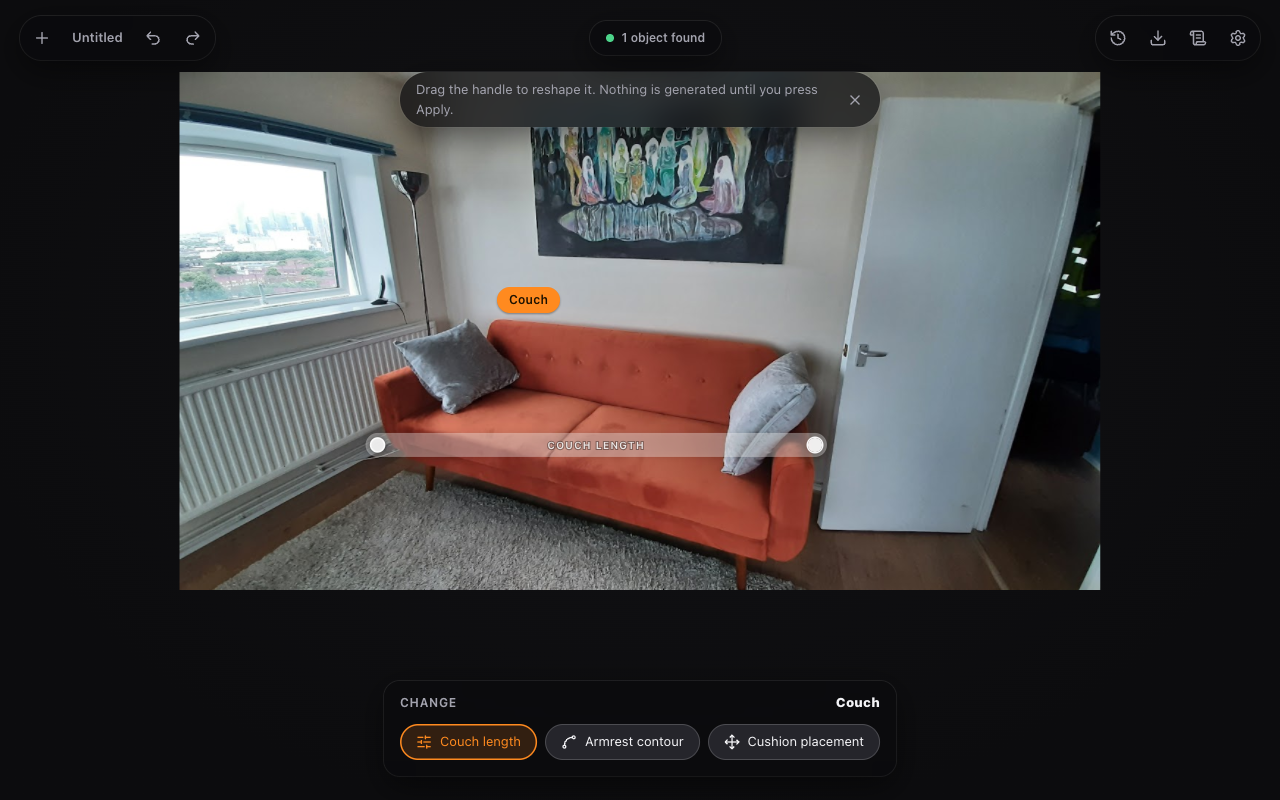 Untitled
1 object found
Drag the handle to reshape it. Nothing is generated until you press
Apply.
Couch
COUCH LENGTH
CHANGE
Couch
Couch length
Armrest contour
Cushion placement